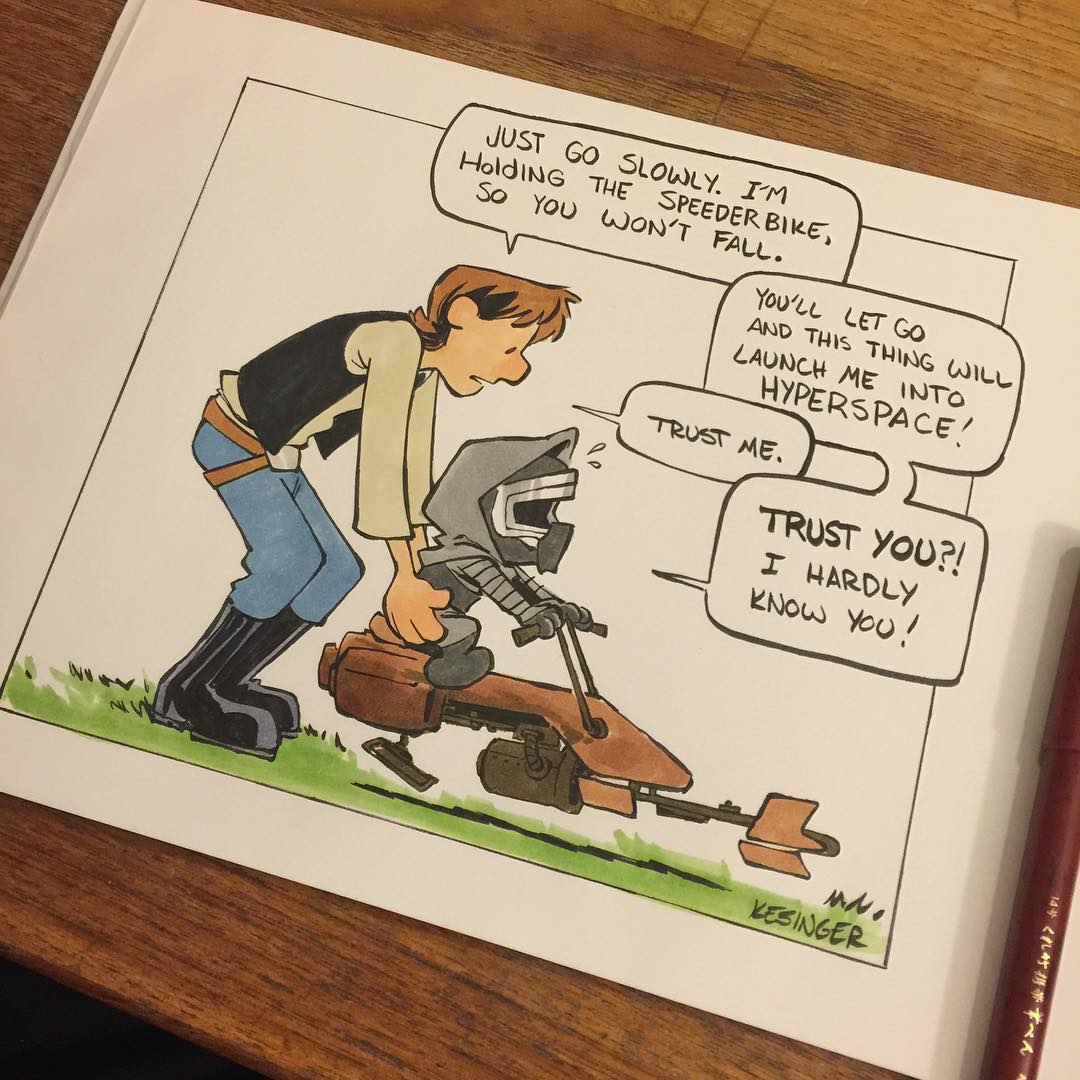 JUST GO SLOWLY. I'M
HOLDING THE SPEEDER BIKE,
SO YOU WON'T FALL.
YOU'LL LET GO
AND THIS THING WILL
LAUNCH ME INTO
HYPERSPACE!
TRUST ME.
TRUST YOU?!
I HARDLY
KNOW YOU!
KESINGER